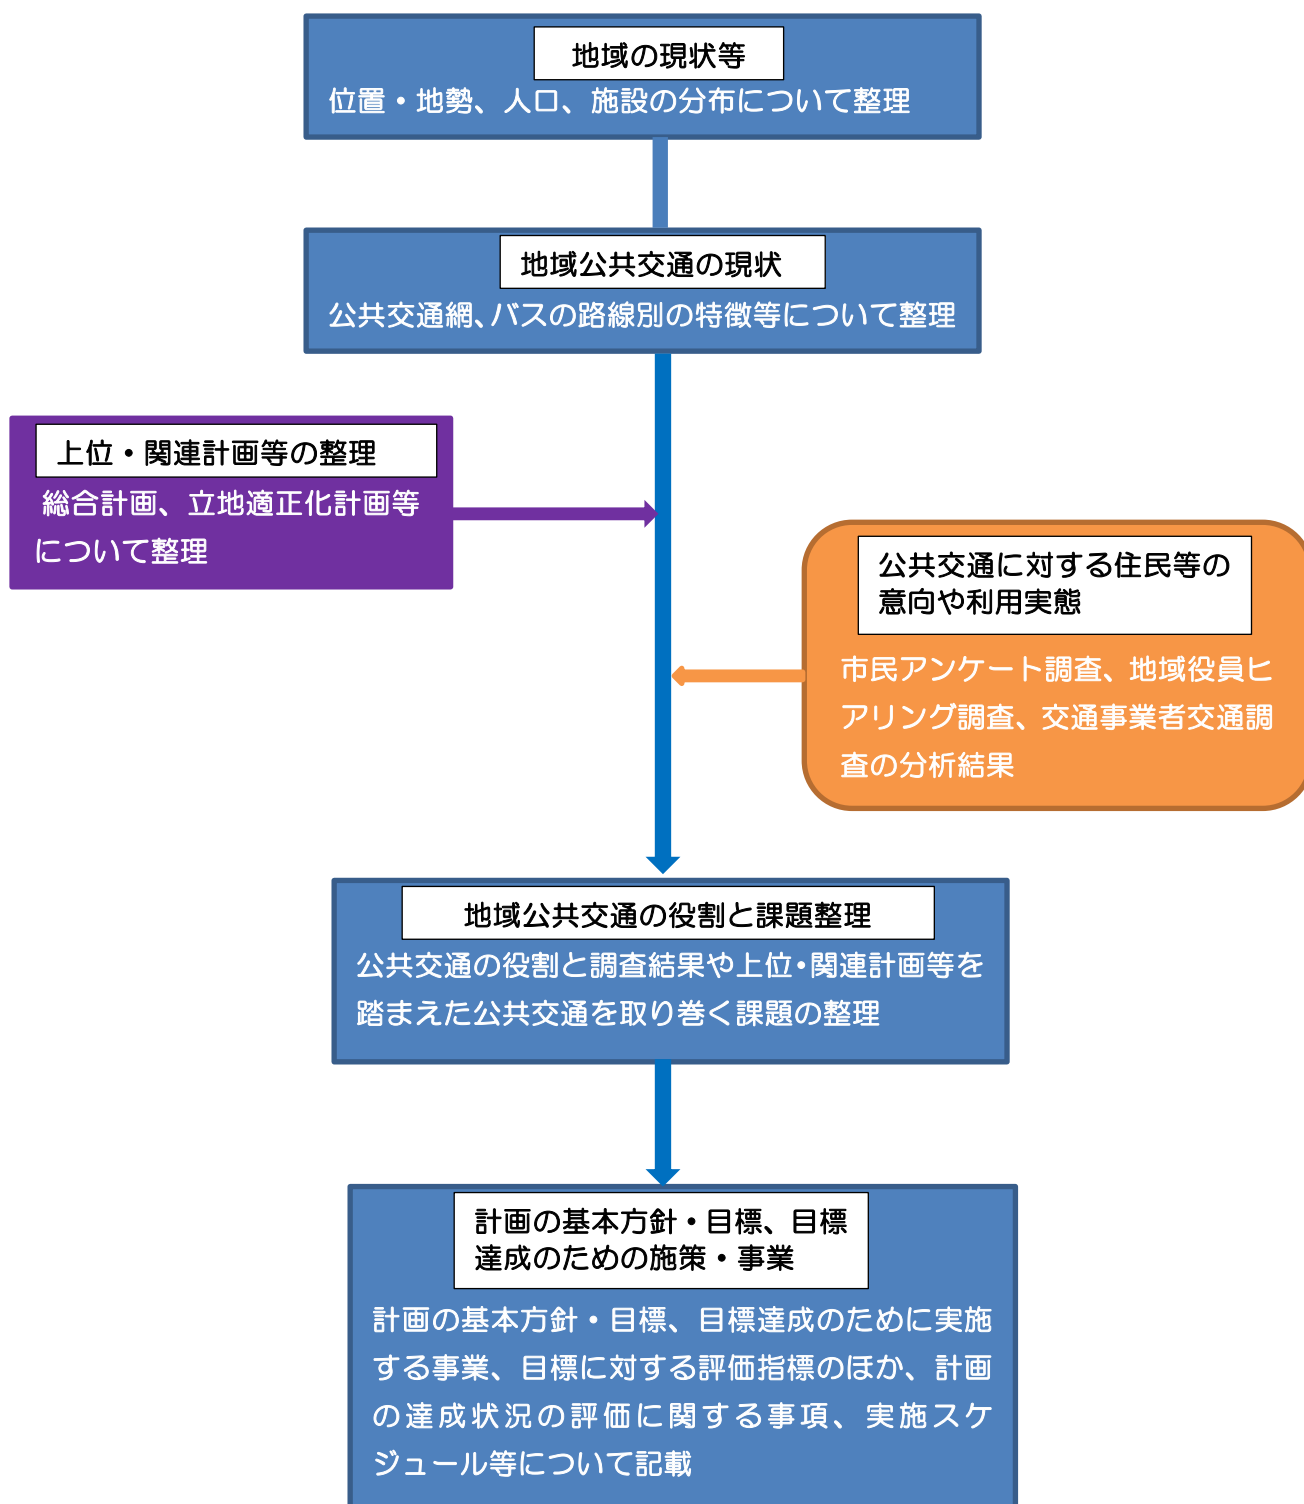 地域の現状等
位置・地勢、人口、施設の分布について整理
地域公共交通の現状
公共交通網、バスの路線別の特徴等について整理
上位・関連計画等の整理
総合計画、立地適正化計画等
について整理
公共交通に対する住民等の
意向や利用実態
市民アンケート調査、地域役員ヒ
アリング調査、交通事業者交通調
査の分析結果
地域公共交通の役割と課題整理
公共交通の役割と調査結果や上位・関連計画等を
踏まえた公共交通を取り巻く課題の整理
計画の基本方針・目標、目標
達成のための施策・事業
計画の基本方針・目標、目標達成のために実施
する事業、目標に対する評価指標のほか、計画
の達成状況の評価に関する事項、実施スケ
ジュール等について記載